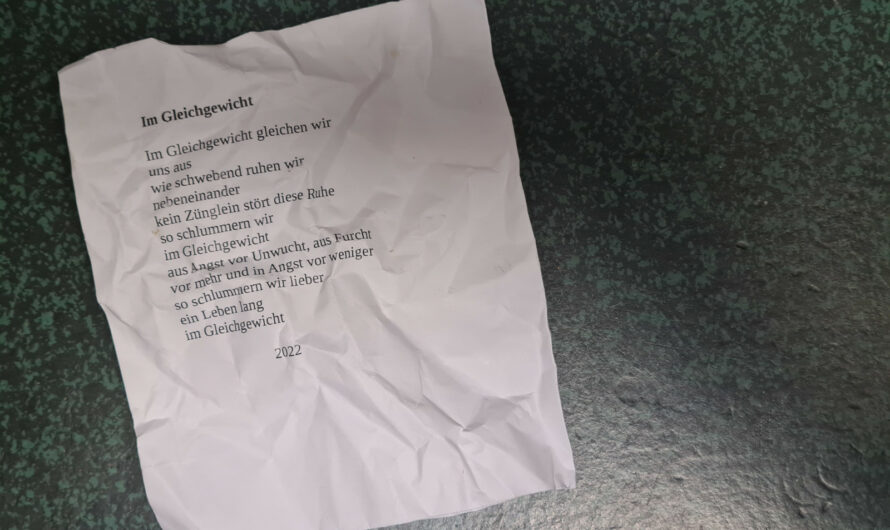 Im Gleichgewicht
Im Gleichgewicht gleichen wir
uns aus
wie schwebend ruhen wir
nebeneinander
kein Zünglein stört diese Ruhe
so schlummern wir
im Gleichgewicht
aus Angst vor Unwucht, aus Furcht
vor mehr und in Angst vor weniger
so schlummern wir lieber
ein Leben lang
im Gleichgewicht
2022